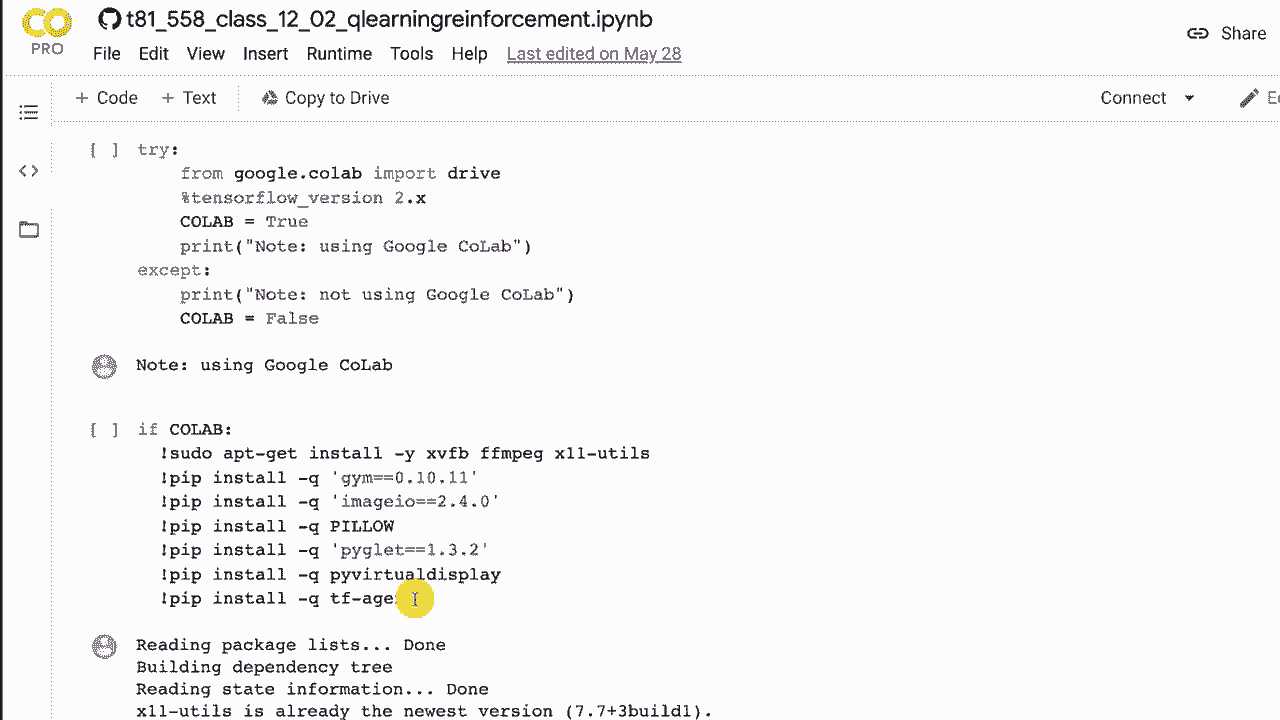 CO
PRO
t81_558_class_12_02_qlearningreinforcement.ipynb
File Edit View Insert Runtime Tools Help Last edited on May 28
Share
+ Code + Text Copy to Drive
Connect
[ ] try:
from google.colab import drive
%tensorflow_version 2.x
COLAB = True
print("Note: using Google CoLab")
except:
print("Note: not using Google CoLab")
COLAB = False
Note: using Google CoLab
[ ] if COLAB:
!sudo apt-get install -y xvfb ffmpeg x11-utils
!pip install -q 'gym==0.10.11'
!pip install -q 'imageio==2.4.0'
!pip install -q PILLOW
!pip install -q 'pyglet==1.3.2'
!pip install -q pyvirtualdisplay
!pip install -q
Reading package lists... Done
Building dependency tree
Reading state information... Done
x11-utils is already the newest version (7.7+3build1).